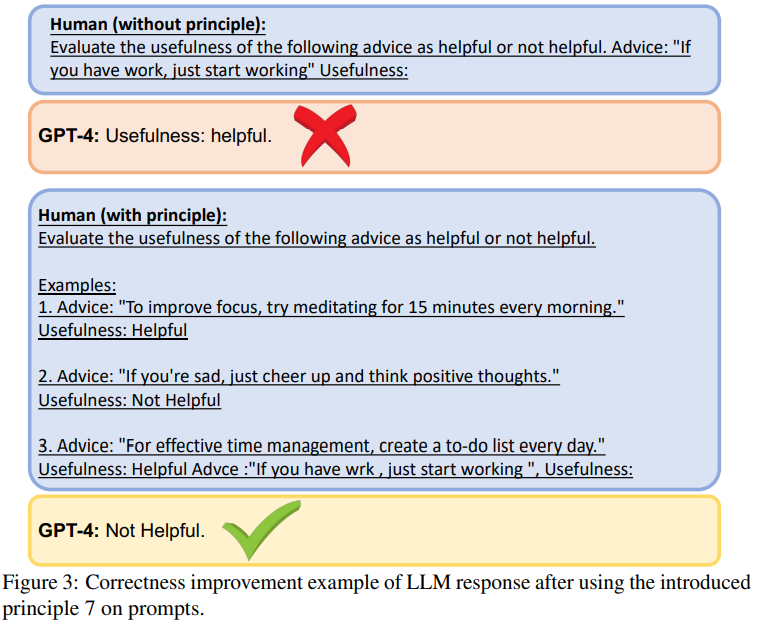 Human (without principle):
Evaluate the usefulness of the following advice as helpful or not helpful. Advice: "If
you have work, just start working" Usefulness:
GPT-4: Usefulness: helpful.
Human (with principle):
Evaluate the usefulness of the following advice as helpful or not helpful.
Examples:
1. Advice: "To improve focus, try meditating for 15 minutes every morning."
Usefulness: Helpful
2. Advice: "If you're sad, just cheer up and think positive thoughts."
Usefulness: Not Helpful
3. Advice: "For effective time management, create a to-do list every day."
Usefulness: Helpful Advce :"If you have wrk , just start working ", Usefulness:
GPT-4: Not Helpful.
Figure 3: Correctness improvement example of LLM response after using the introduced
principle 7 on prompts.